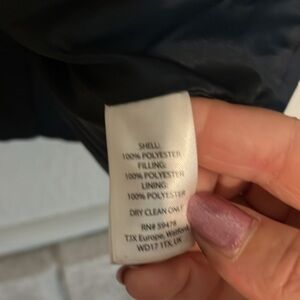 SHELL:
100% POLYESTER
FILLING:
100% POLYESTER
LINING:
100% POLYESTER
DRY CLEAN ONLY
RN# 59476
TJX Europe, Watford,
WD17 1TX, UK